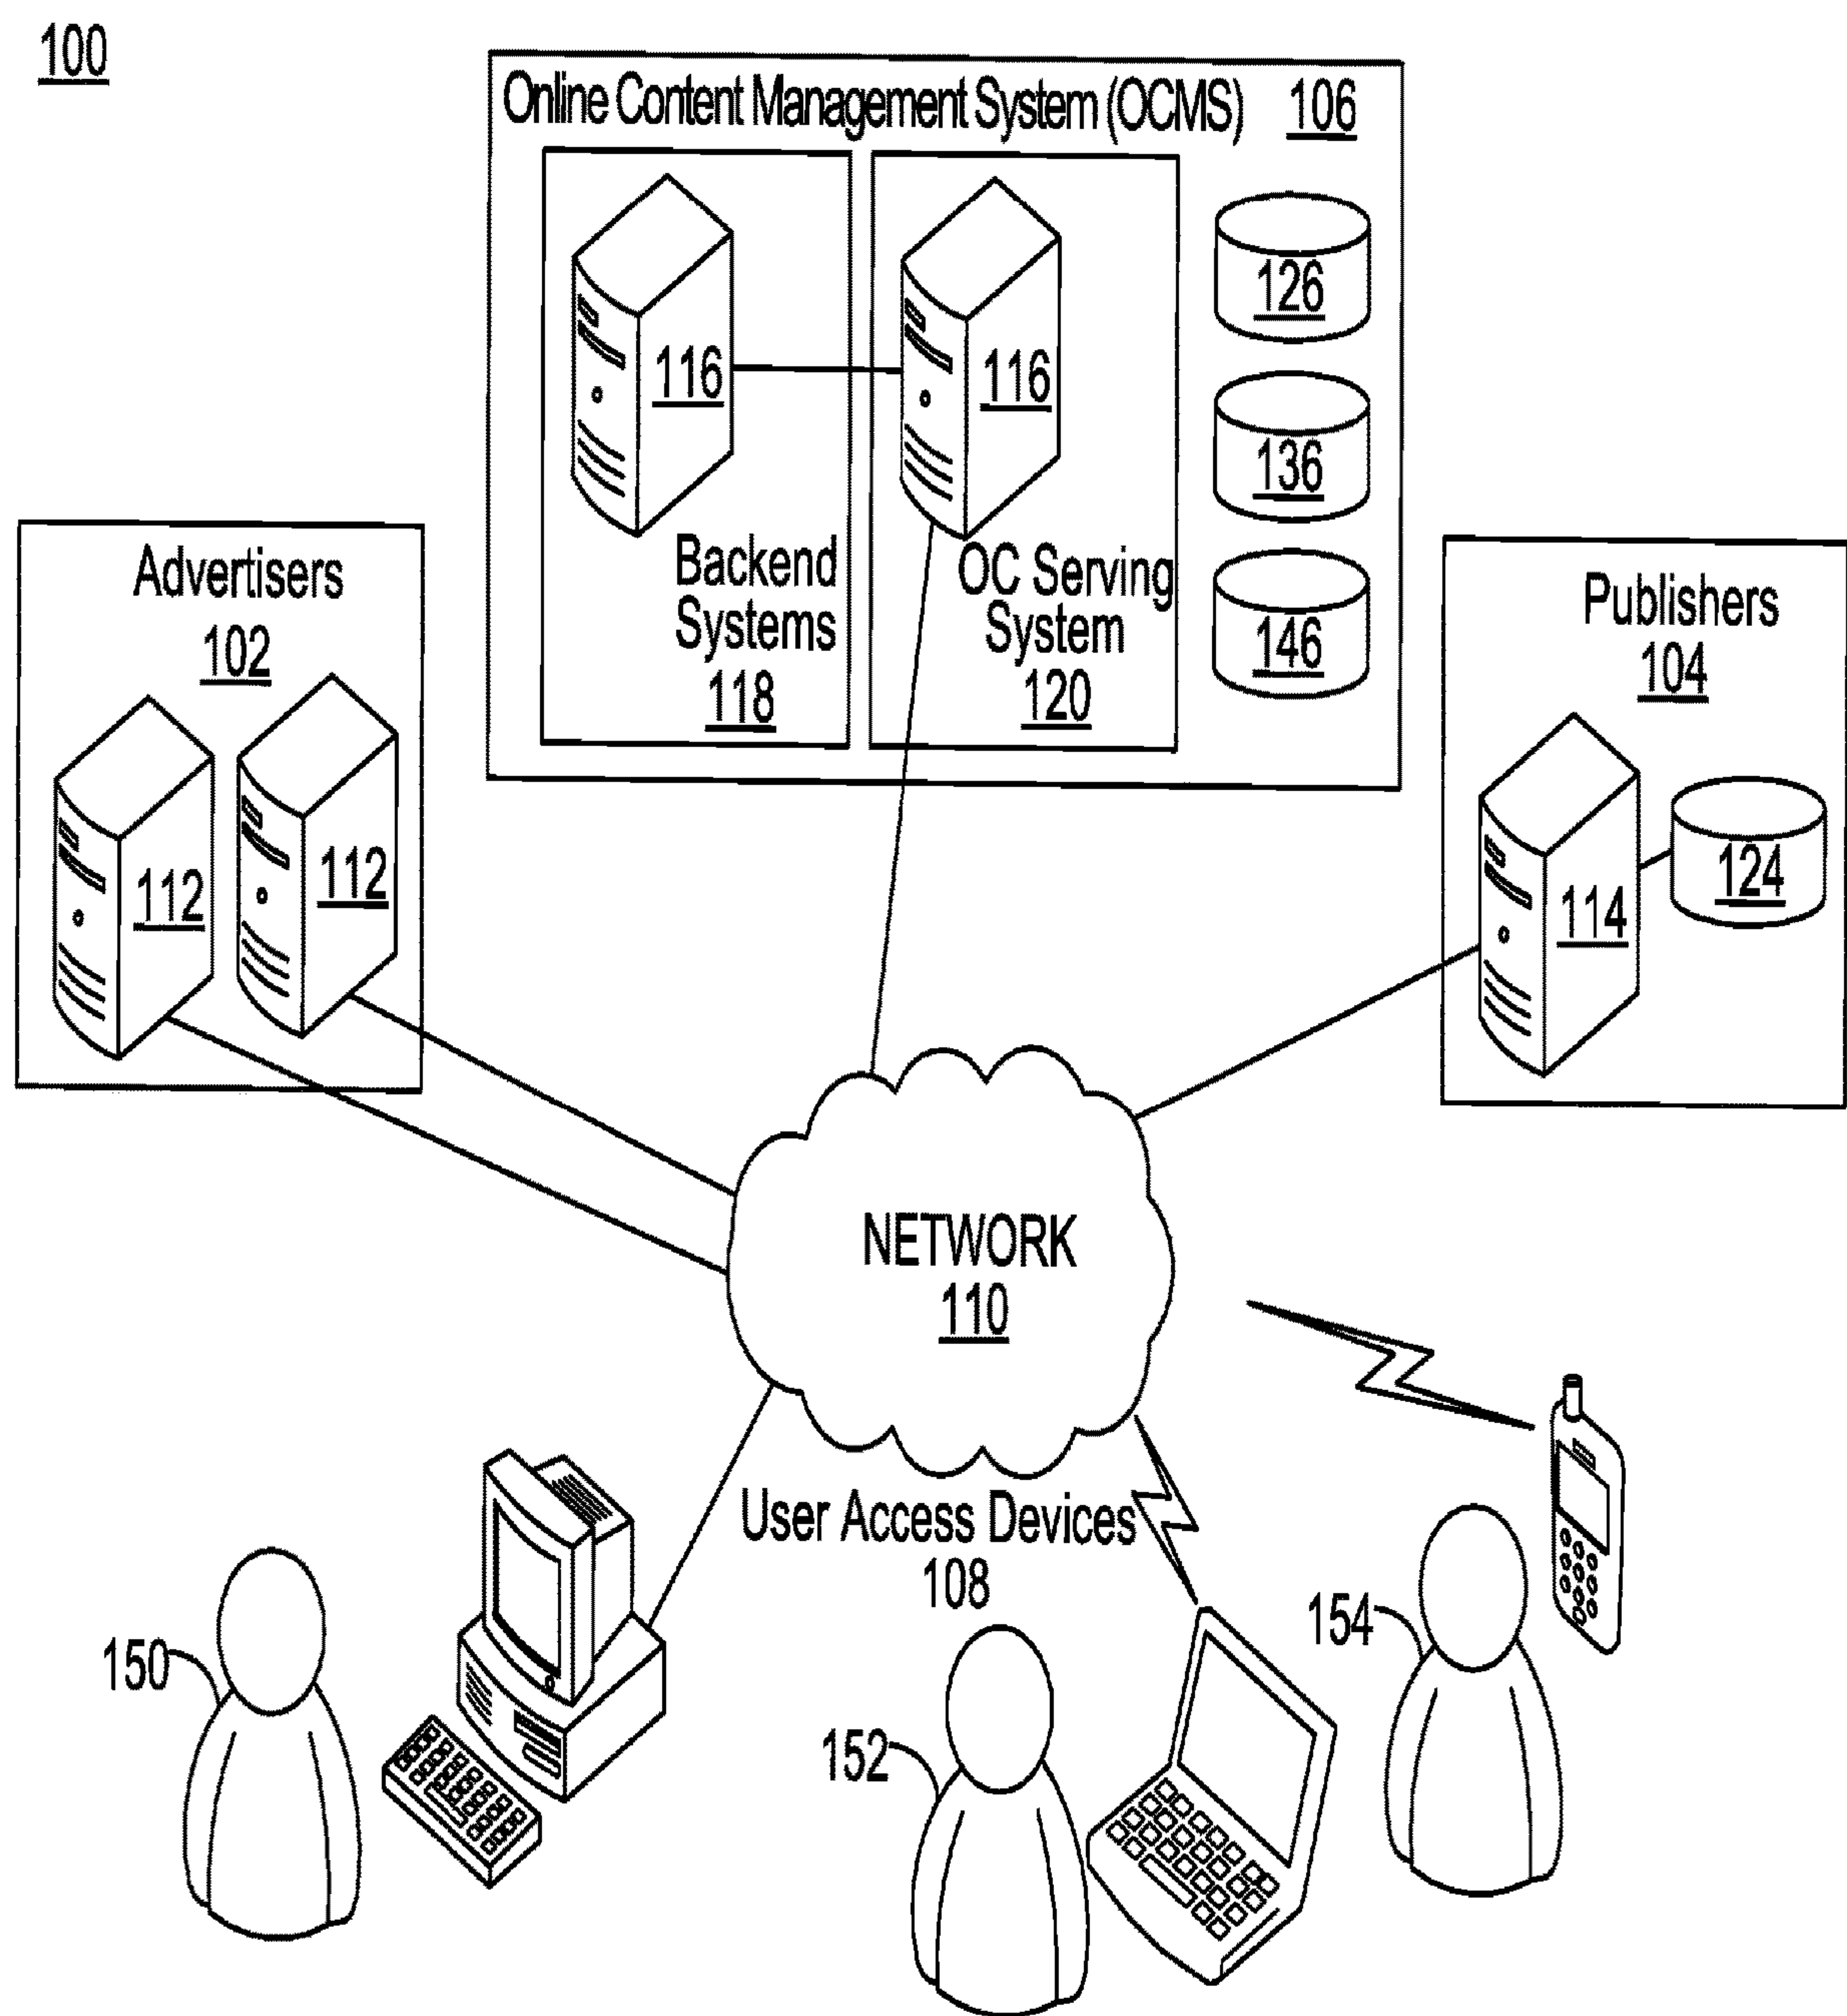 100
Online Content Management System (OCMS) 106
116
116
126
136
146
Backend
Systems
118
OC Serving
System
120
Advertisers
102
112
112
Publishers
104
114
124
NETWORK
110
User Access Devices
108
150
152
154